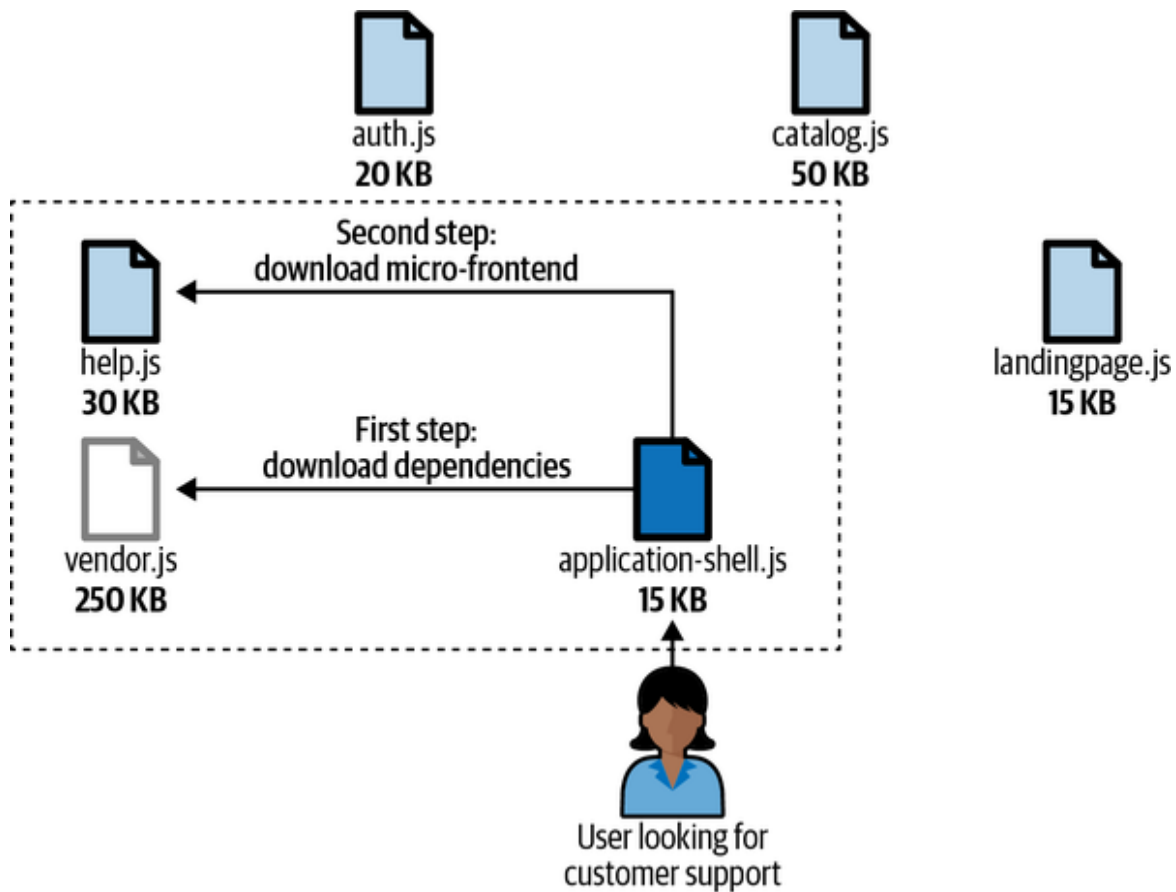 auth.js
20 KB
catalog.js
50 KB
Second step:
download micro-frontend
help.js
30 KB
landingpage.js
15 KB
First step:
download dependencies
vendor.js
250 KB
application-shell.js
15 KB
User looking for
customer support